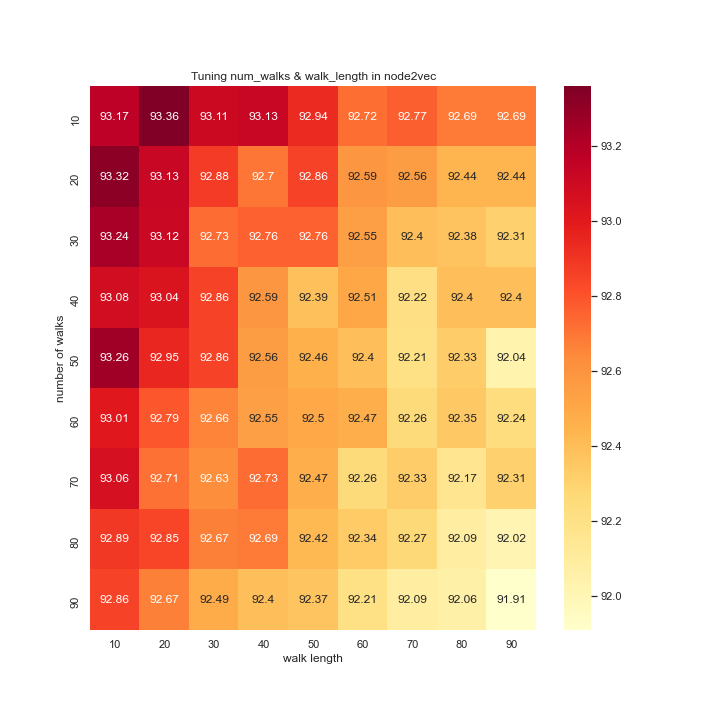 Tuning num_walks & walk_length in node2vec
10 93.17 93.36 93.11 93.13 92.94 92.72 92.77 92.69 92.69
20 93.32 93.13 92.88 92.7 92.86 92.59 92.56 92.44 92.44
30 93.24 93.12 92.73 92.76 92.76 92.55 92.4 92.38 92.31
40 93.08 93.04 92.86 92.59 92.39 92.51 92.22 92.4 92.4
50 93.26 92.95 92.86 92.56 92.46 92.4 92.21 92.33 92.04
60 93.01 92.79 92.66 92.55 92.5 92.47 92.26 92.35 92.24
70 93.06 92.71 92.63 92.73 92.47 92.26 92.33 92.17 92.31
80 92.89 92.85 92.67 92.69 92.42 92.34 92.27 92.09 92.02
90 92.86 92.67 92.49 92.4 92.37 92.21 92.09 92.06 91.91
10 20 30 40 50 60 70 80 90
walk length
number of walks
93.2
93.0
92.8
92.6
92.4
92.2
92.0